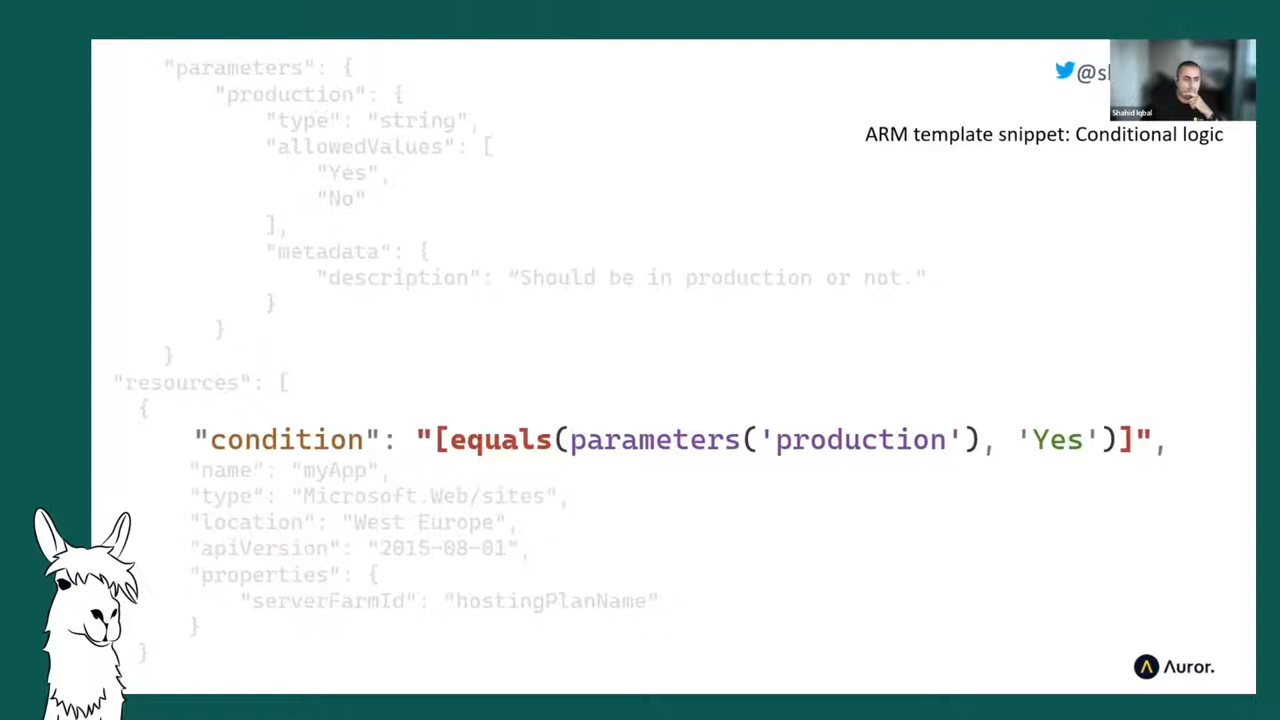 "parameters": {
"production": {
"type": "string",
"allowedValues": [
"Yes",
"No"
],
"metadata": {
"description": "Should be in production or not."
}
}
}
"resources": [
{
"condition": "[equals(parameters('production'), 'Yes')]",
"name": "myApp",
"type": "Microsoft.Web/sites",
"location": "West Europe",
"apiVersion": "2015-08-01",
"properties": {
"serverFarmId": "hostingPlanName"
}
}
Shahid Iqbal
ARM template snippet: Conditional logic
Auror.